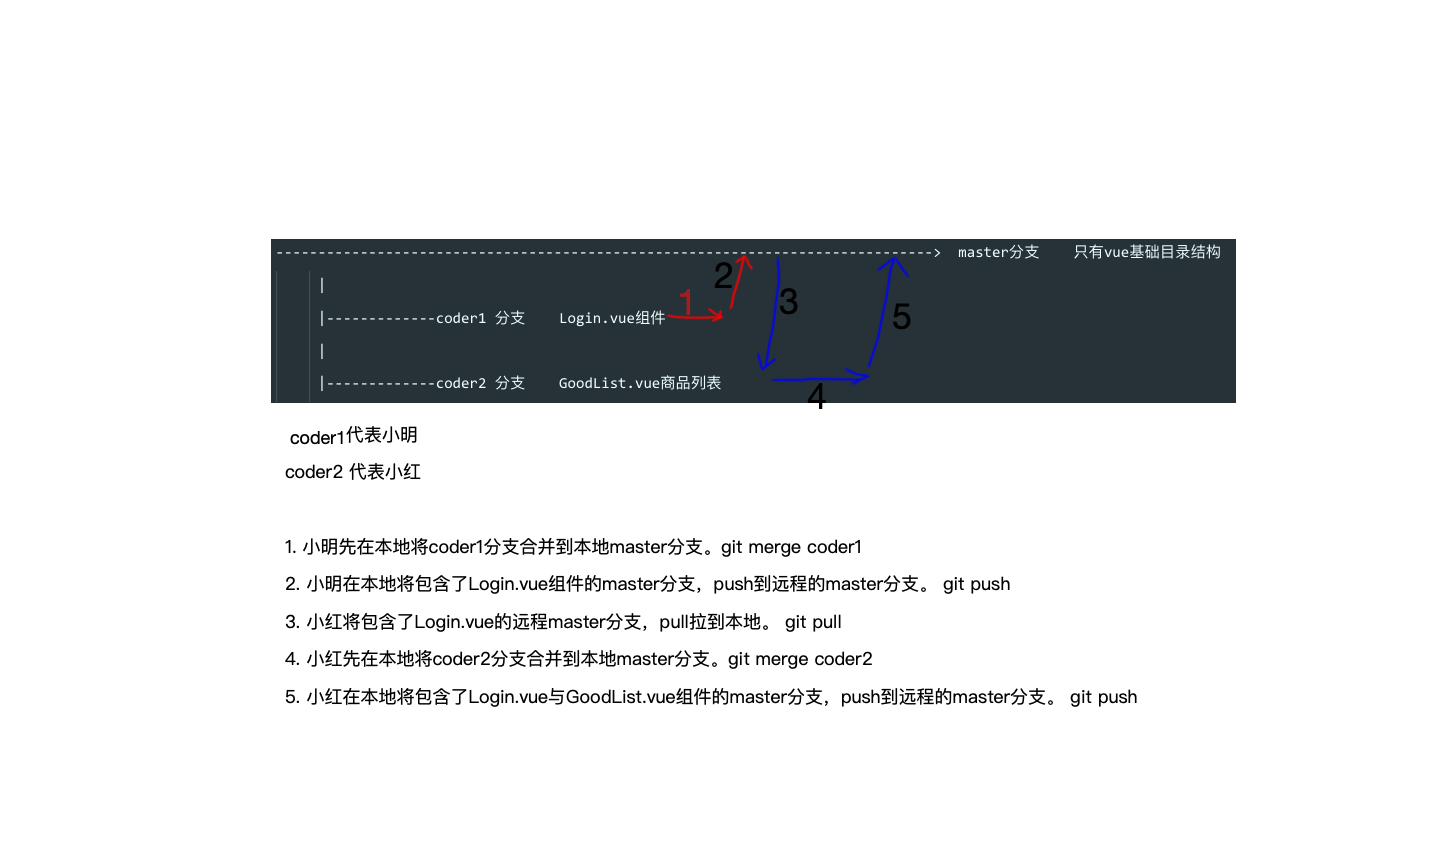 ---------------------------------------------------------------------------------> master分支 只有vue基础目录结构
|
|-------------coder1 分支 Login.vue组件
|
|-------------coder2 分支 GoodList.vue商品列表
1
2
3
4
5
coder1代表小明
coder2 代表小红
1. 小明先在本地将coder1分支合并到本地master分支。git merge coder1
2. 小明在本地将包含了Login.vue组件的master分支，push到远程的master分支。 git push
3. 小红将包含了Login.vue的远程master分支，pull拉到本地。 git pull
4. 小红先在本地将coder2分支合并到本地master分支。git merge coder2
5. 小红在本地将包含了Login.vue与GoodList.vue组件的master分支，push到远程的master分支。 git push